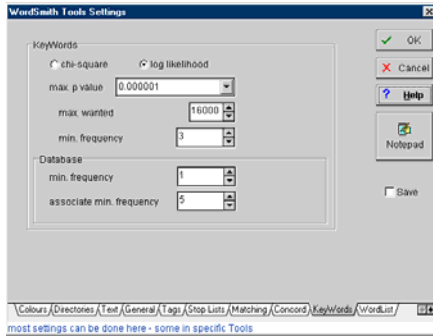 WordSmith Tools Settings
KeyWords
chi-square log likelihood
max. p value 0.000001
max. wanted 16000
min. frequency 3
Database
min. frequency 1
associate min. frequency 5
OK
Cancel
? Help
Notepad
Save
Colours Directories Text General Tags Stop Lists Matching Concord KeyWords WordList
most settings can be done here - some in specific Tools